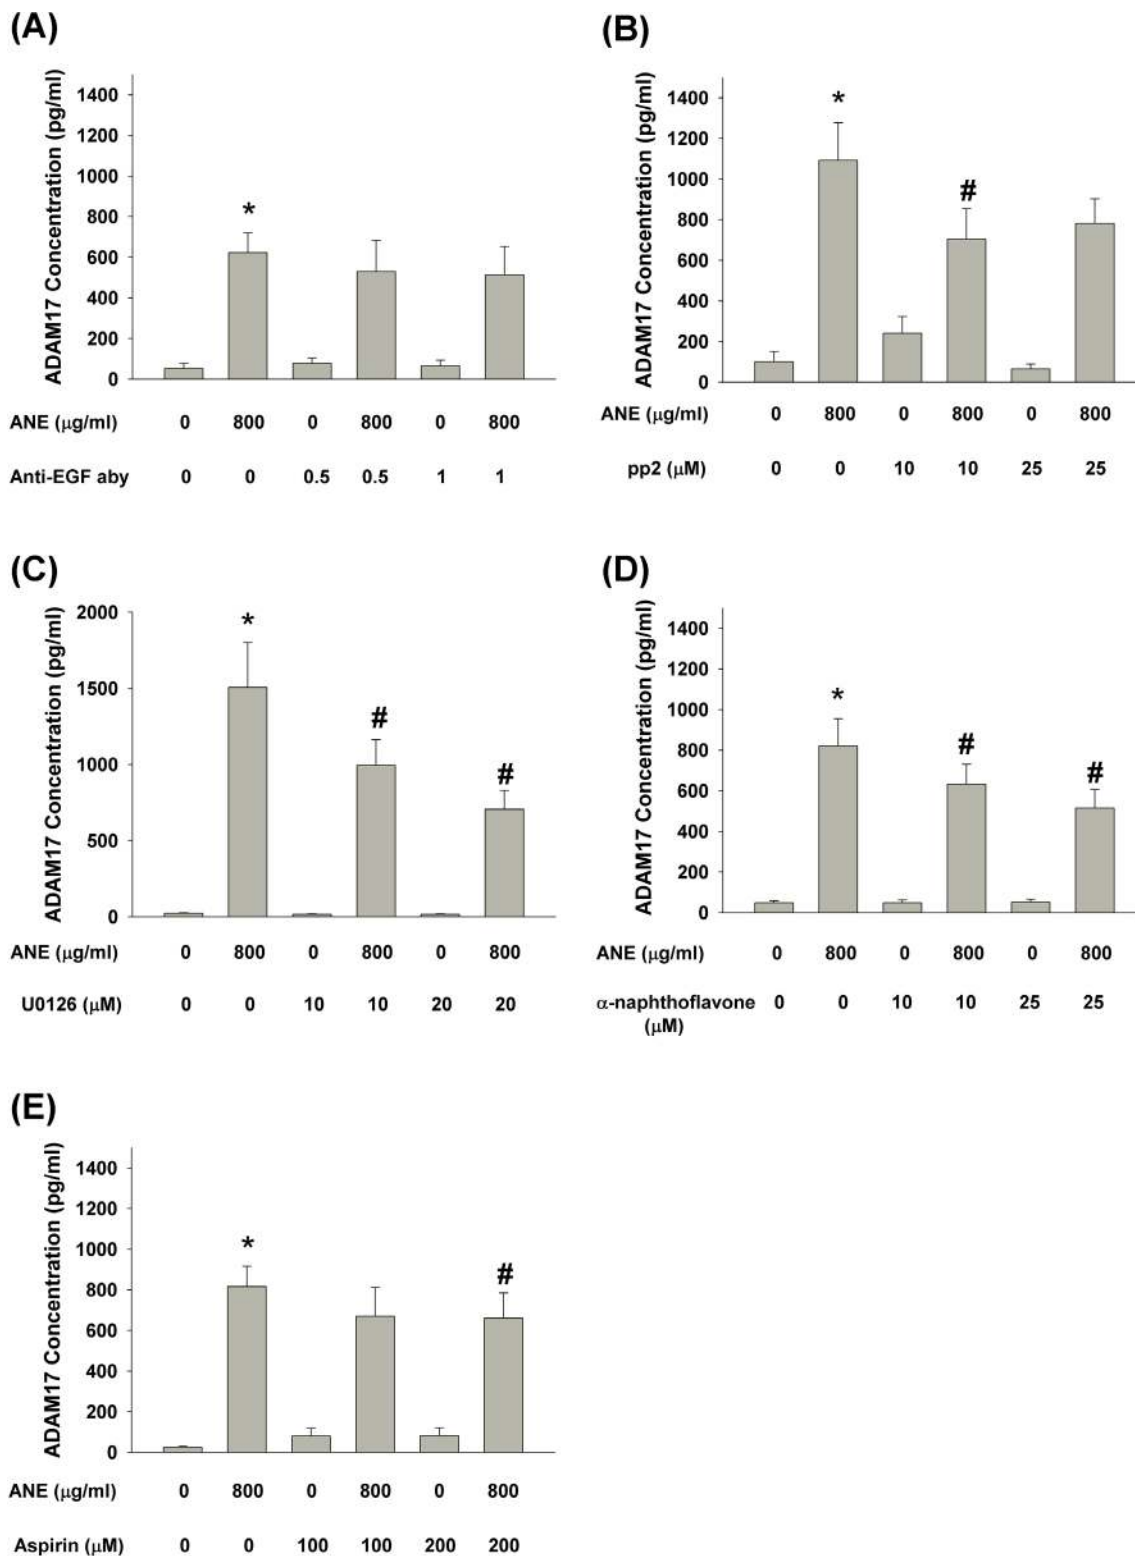 (A)
ADAM17 Concentration (pg/ml)
1400
1200
1000
800
600
400
200
0
*
ANE (μg/ml) 0 800 0 800 0 800
Anti-EGF aby 0 0 0.5 0.5 1 1
(B)
ADAM17 Concentration (pg/ml)
1400
1200
1000
800
600
400
200
0
*
#
ANE (μg/ml) 0 800 0 800 0 800
pp2 (μM) 0 0 10 10 25 25
(C)
ADAM17 Concentration (pg/ml)
2000
1500
1000
500
0
*
#
#
ANE (μg/ml) 0 800 0 800 0 800
U0126 (μM) 0 0 10 10 20 20
(D)
ADAM17 Concentration (pg/ml)
1400
1200
1000
800
600
400
200
0
*
#
#
ANE (μg/ml) 0 800 0 800 0 800
α-naphthoflavone 0 0 10 10 25 25
(μM)
(E)
ADAM17 Concentration (pg/ml)
1400
1200
1000
800
600
400
200
0
*
#
ANE (μg/ml) 0 800 0 800 0 800
Aspirin (μM) 0 0 100 100 200 200